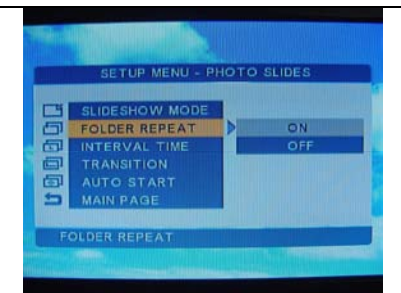 SETUP MENU - PHOTO SLIDES
SLIDESHOW MODE
FOLDER REPEAT
ON
INTERVAL TIME
OFF
TRANSITION
AUTO START
MAIN PAGE
FOLDER REPEAT